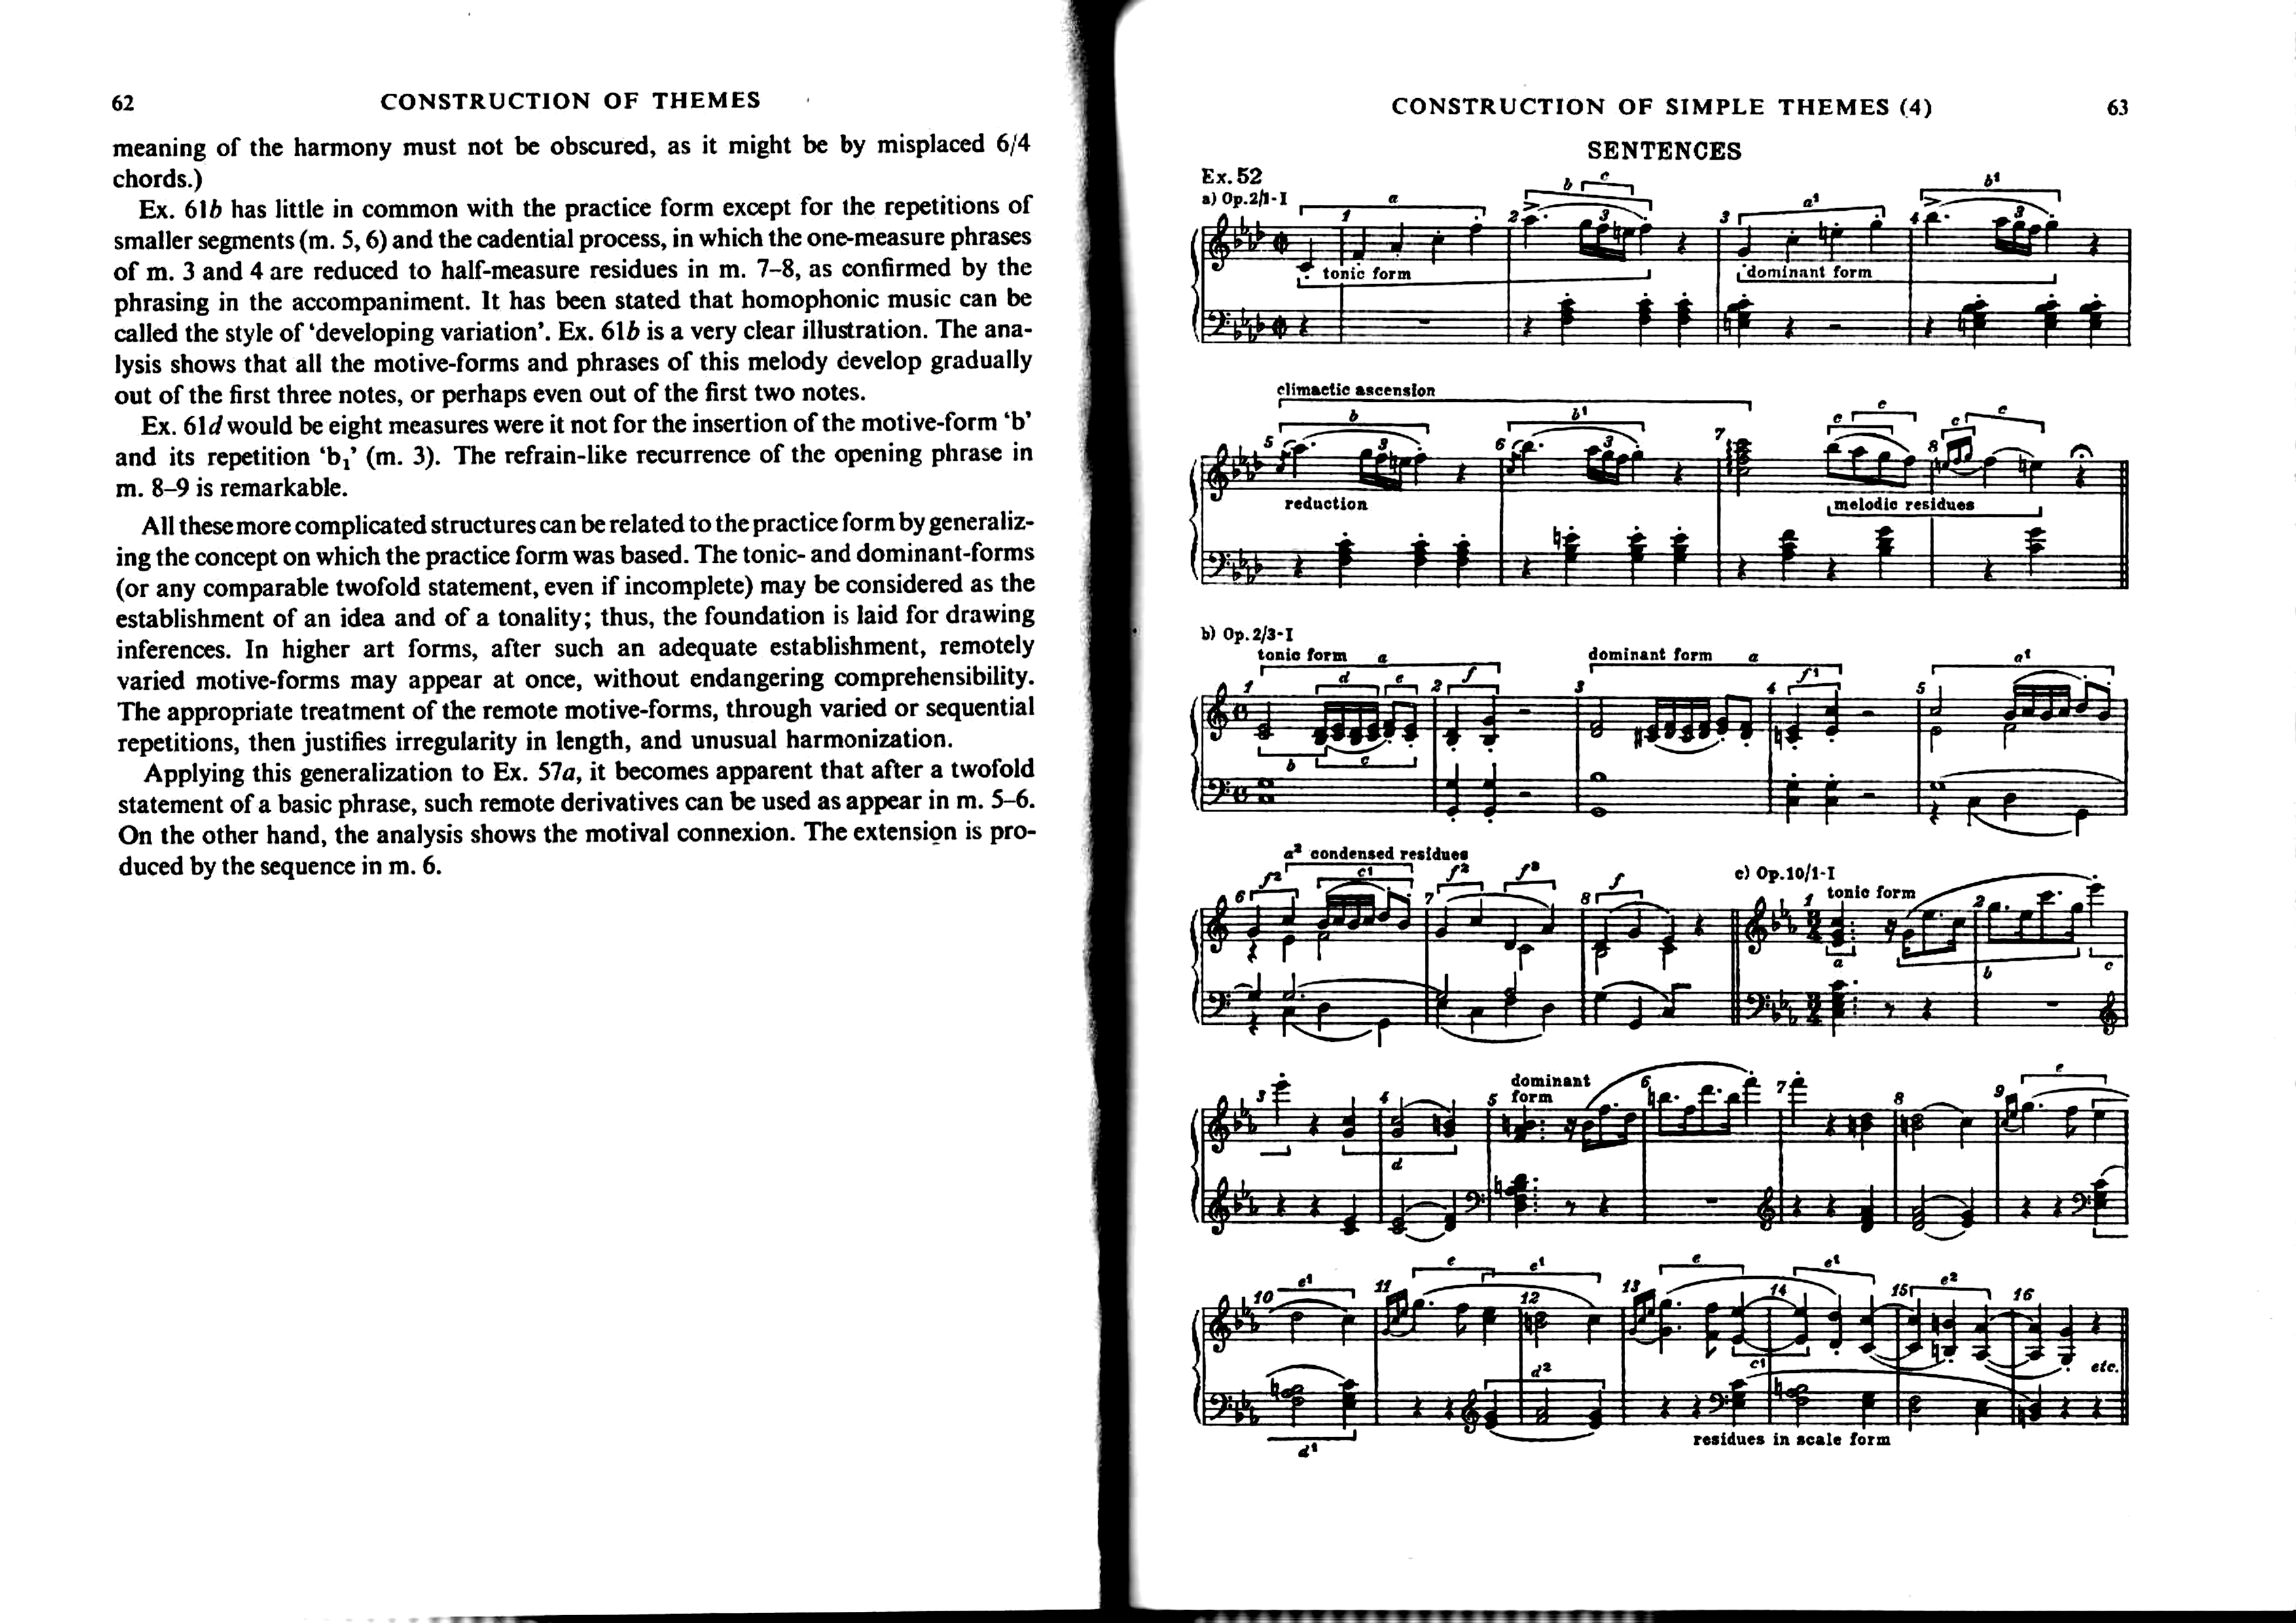 62 CONSTRUCTION OF THEMES
meaning of the harmony must not be obscured, as it might be by misplaced 6/4
chords.)
Ex. 61b has little in common with the practice form except for the repetitions of
smaller segments (m. 5, 6) and the cadential process, in which the one-measure phrases
of m. 3 and 4 are reduced to half-measure residues in m. 7–8, as confirmed by the
phrasing in the accompaniment. It has been stated that homophonic music can be
called the style of ‘developing variation’. Ex. 61b is a very clear illustration. The ana-
lysis shows that all the motive-forms and phrases of this melody develop gradually
out of the first three notes, or perhaps even out of the first two notes.
Ex. 61d would be eight measures were it not for the insertion of the motive-form ‘b’
and its repetition ‘b₁’ (m. 3). The refrain-like recurrence of the opening phrase in
m. 8–9 is remarkable.
All these more complicated structures can be related to the practice form by generaliz-
ing the concept on which the practice form was based. The tonic- and dominant-forms
(or any comparable twofold statement, even if incomplete) may be considered as the
establishment of an idea and of a tonality; thus, the foundation is laid for drawing
inferences. In higher art forms, after such an adequate establishment, remotely
varied motive-forms may appear at once, without endangering comprehensibility.
The appropriate treatment of the remote motive-forms, through varied or sequential
repetitions, then justifies irregularity in length, and unusual harmonization.
Applying this generalization to Ex. 57a, it becomes apparent that after a twofold
statement of a basic phrase, such remote derivatives can be used as appear in m. 5–6.
On the other hand, the analysis shows the motival connexion. The extension is pro-
duced by the sequence in m. 6.
CONSTRUCTION OF SIMPLE THEMES (4) 63
SENTENCES
Ex. 52
a) Op. 2/1-I
a b c a¹ b¹
1 2 3 3 4 3
tonic form dominant form
climactic ascension
b b¹ c c c c
5 3 6 3 7 8
reduction melodic residues
b) Op. 2/3-I
tonic form a dominant form a a¹
1 d e 2 f 3 4 f¹ 5
b c
a² condensed residues
6 f² c¹ 7 f² f³ 8 f
c) Op. 10/1-I
1 tonic form 2
a b c
3 4 5 dominant form 6 7 8 9 e
d
10 e¹ 11 e e¹ 12 13 e 14 e¹ 15 e² 16
d¹ d² c¹ etc.
residues in scale form